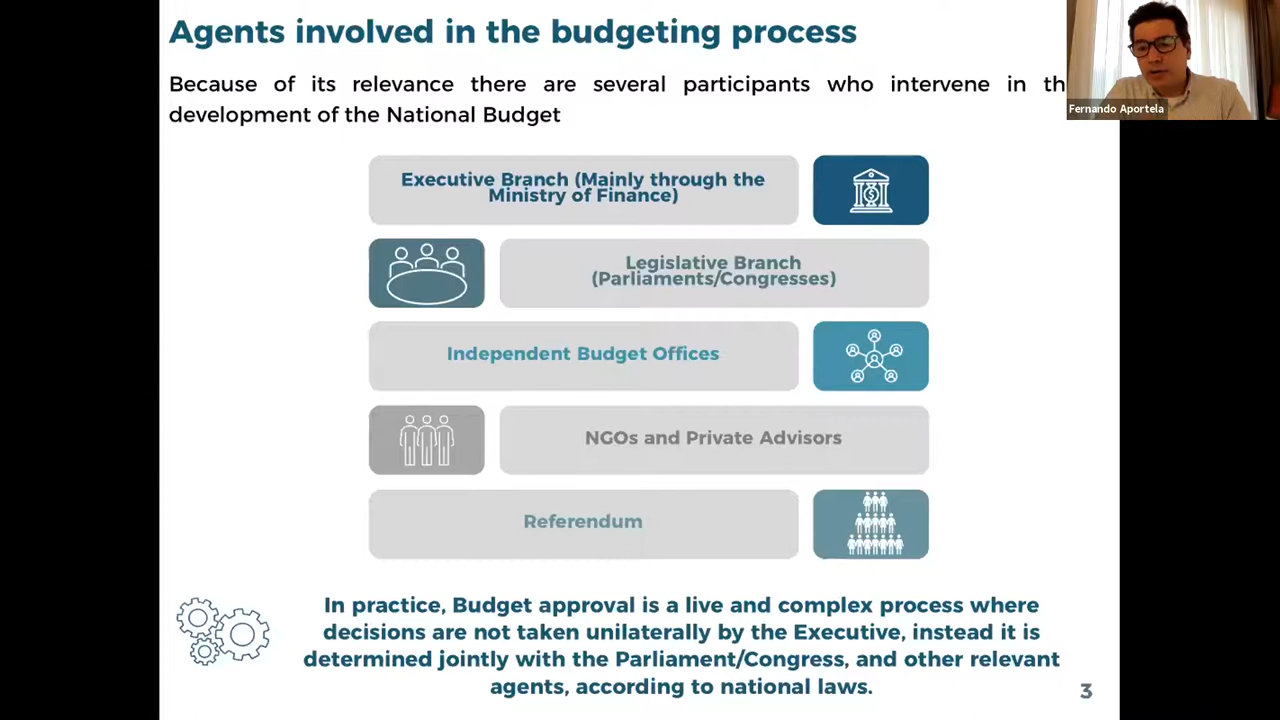 Agents involved in the budgeting process
Because of its relevance there are several participants who intervene in th
development of the National Budget
Fernando Aportela
Executive Branch (Mainly through the
Ministry of Finance)
Legislative Branch
(Parliaments/Congresses)
Independent Budget Offices
NGOs and Private Advisors
Referendum
In practice, Budget approval is a live and complex process where
decisions are not taken unilaterally by the Executive, instead it is
determined jointly with the Parliament/Congress, and other relevant
agents, according to national laws.
3